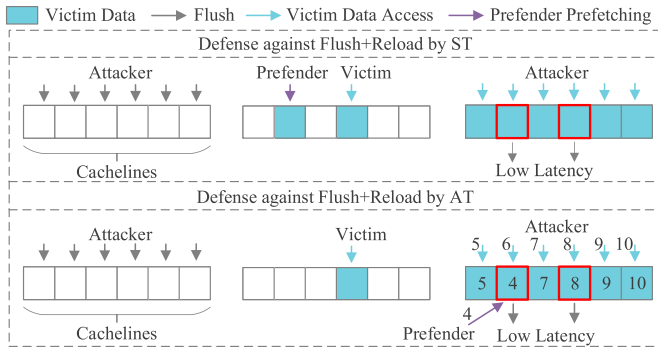 Victim Data Flush Victim Data Access Prefender Prefetching
Defense against Flush+Reload by ST
Attacker Prefender Victim Attacker
Cachelines Low Latency
Defense against Flush+Reload by AT
Attacker Victim Attacker
5 6 7 8 9 10
5 4 7 8 9 10
4
Cachelines Prefender Low Latency